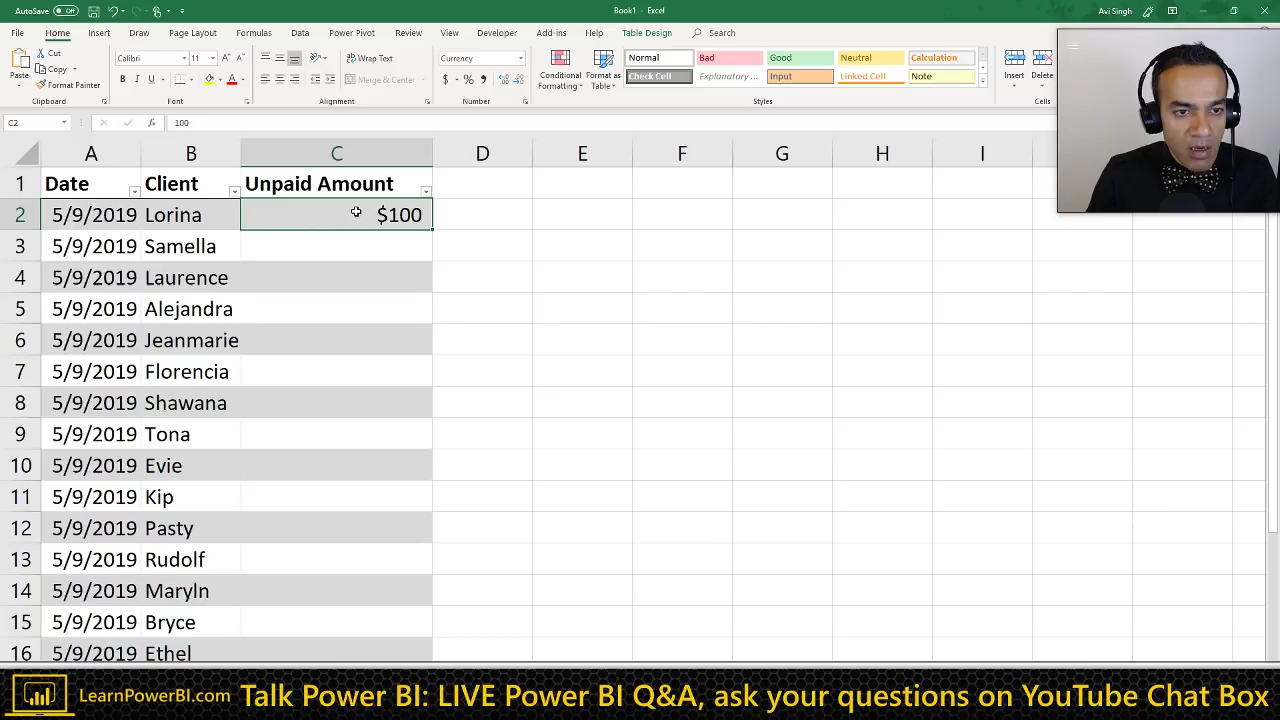 AutoSave Off
Book1 - Excel
Avi Singh
File Home Insert Draw Page Layout Formulas Data Power Pivot Review View Developer Add-ins Help Table Design Search
Paste
Cut
Copy
Format Painter
Clipboard
Calibri 11
B I U
Font
Wrap Text
Merge & Center
Alignment
Currency
$ % ,
Number
Conditional Formatting
Format as Table
Normal Bad Good Neutral Calculation
Check Cell Explanatory ... Input Linked Cell Note
Styles
Insert Delete
Cells
C2 fx 100
A B C D E F G H I
1 Date Client Unpaid Amount
2 5/9/2019 Lorina $100
3 5/9/2019 Samella
4 5/9/2019 Laurence
5 5/9/2019 Alejandra
6 5/9/2019 Jeanmarie
7 5/9/2019 Florencia
8 5/9/2019 Shawana
9 5/9/2019 Tona
10 5/9/2019 Evie
11 5/9/2019 Kip
12 5/9/2019 Pasty
13 5/9/2019 Rudolf
14 5/9/2019 Maryln
15 5/9/2019 Bryce
16 5/9/2019 Ethel
LearnPowerBI.com Talk Power BI: LIVE Power BI Q&A, ask your questions on YouTube Chat Box